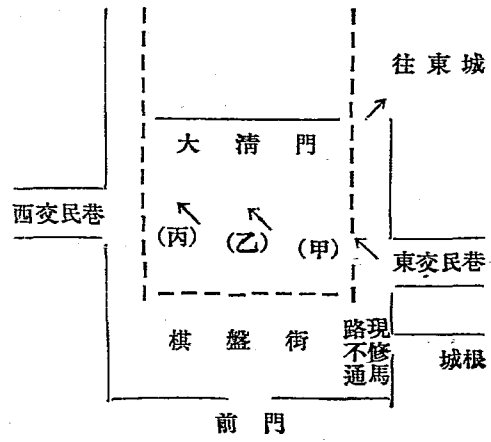 往東城
大清門
西交民巷
(丙)
(乙)
(甲)
東交民巷
棋盤街
現修馬
路不通
城根
前門